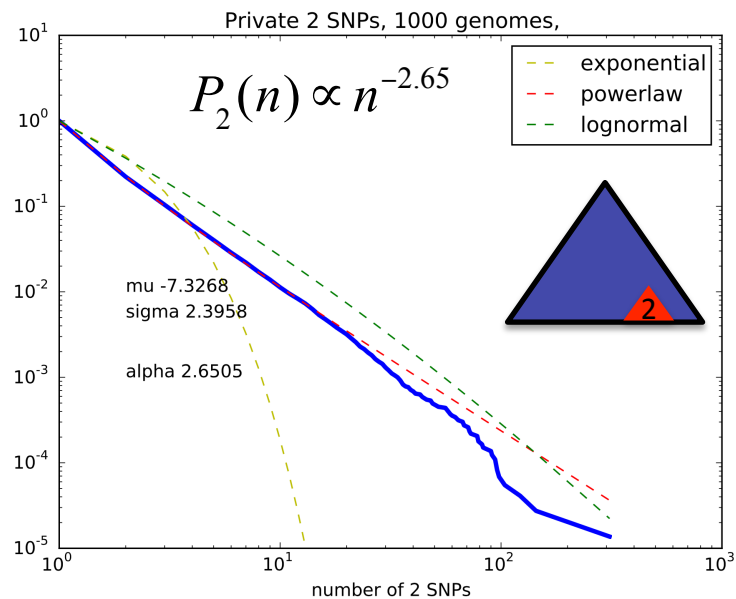 Private 2 SNPs, 1000 genomes,
10^1
P_2(n) ∝ n^{-2.65}
exponential
powerlaw
lognormal
10^0
10^-1
10^-2
mu -7.3268
sigma 2.3958
2
10^-3
alpha 2.6505
10^-4
10^-5
10^0 10^1 10^2 10^3
number of 2 SNPs